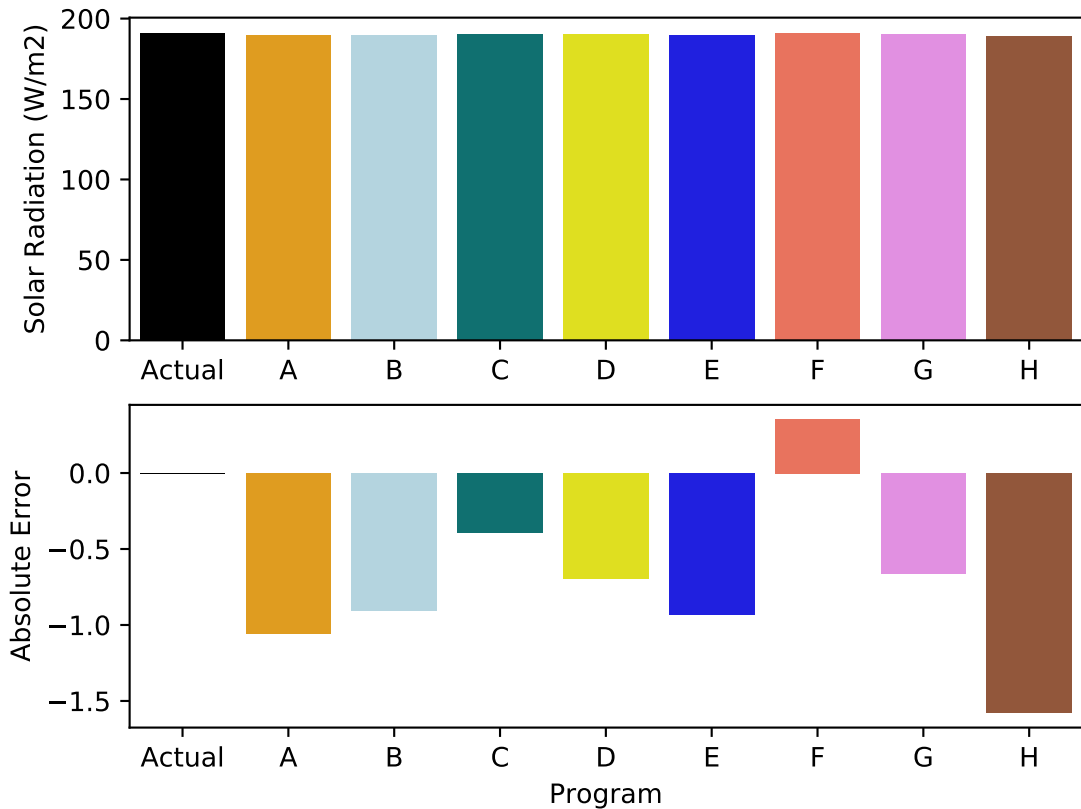 Solar Radiation (W/m2)
200
150
100
50
0
Actual A B C D E F G H
Absolute Error
0.0
−0.5
−1.0
−1.5
Actual A B C D E F G H
Program